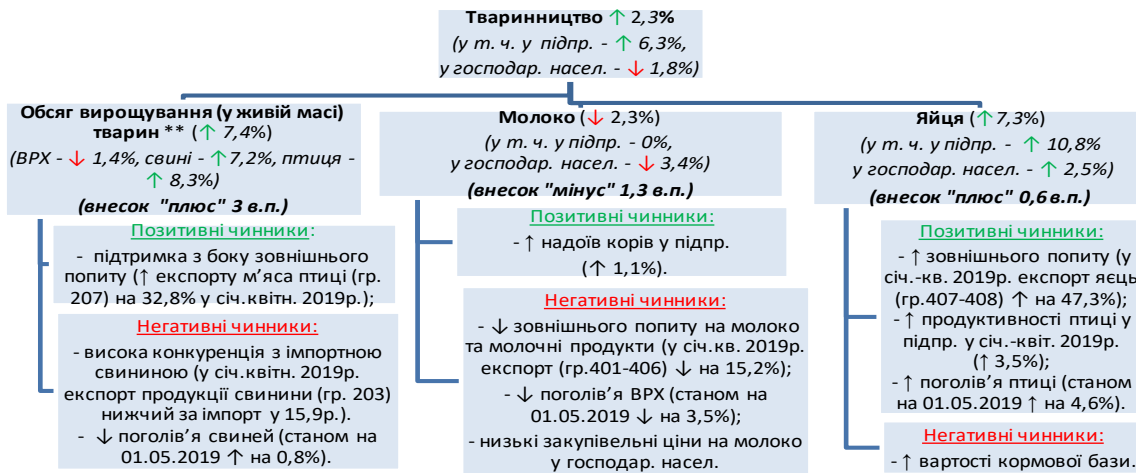 Тваринництво ↑ 2,3%
(у т. ч. у підпр. - ↑ 6,3%,
у господар. насел. - ↓ 1,8%)
Обсяг вирощування (у живій масі)
тварин ** (↑ 7,4%)
(ВРХ - ↓ 1,4%, свині - ↑ 7,2%, птиця -
↑ 8,3%)
(внесок "плюс" 3 в.п.)
Позитивні чинники:
- підтримка з боку зовнішнього
попиту (↑ експорту м’яса птиці (гр.
207) на 32,8% у січ.квітн. 2019р.);
Негативні чинники:
- висока конкуренція з імпортною
свининою (у січ.квітн. 2019р.
експорт продукції свинини (гр. 203)
нижчий за імпорт у 15,9р.).
- ↓ поголів’я свиней (станом на
01.05.2019 ↑ на 0,8%).
Молоко (↓ 2,3%)
(у т. ч. у підпр. - 0%,
у господар. насел. - ↓ 3,4%)
(внесок "мінус" 1,3 в.п.)
Позитивні чинники:
- ↑ надоїв корів у підпр.
(↑ 1,1%).
Негативні чинники:
- ↓ зовнішнього попиту на молоко
та молочні продукти (у січ.кв. 2019р.
експорт (гр.401-406) ↓ на 15,2%);
- ↓ поголів’я ВРХ (станом на
01.05.2019 ↓ на 3,5%);
- низькі закупівельні ціни на молоко
у господар. насел.
Яйця (↑ 7,3%)
(у т. ч. у підпр. - ↑ 10,8%
у господар. насел. - ↑ 2,5%)
(внесок "плюс" 0,6 в.п.)
Позитивні чинники:
- ↑ зовнішнього попиту (у
січ.-кв. 2019р. експорт яєць
(гр.407-408) ↑ на 47,3%);
- ↑ продуктивності птиці у
підпр. у січ.-квіт. 2019р.
(↑ 3,5%);
- ↑ поголів’я птиці (станом
на 01.05.2019 ↑ на 4,6%).
Негативні чинники:
- ↑ вартості кормової бази.